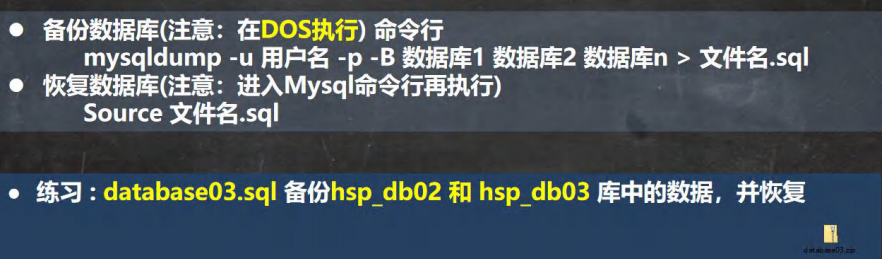 ● 备份数据库(注意：在DOS执行) 命令行
mysqldump -u 用户名 -p -B 数据库1 数据库2 数据库n > 文件名.sql
● 恢复数据库(注意：进入Mysql命令行再执行)
Source 文件名.sql
● 练习 : database03.sql 备份hsp_db02 和 hsp_db03 库中的数据，并恢复
database03.zip